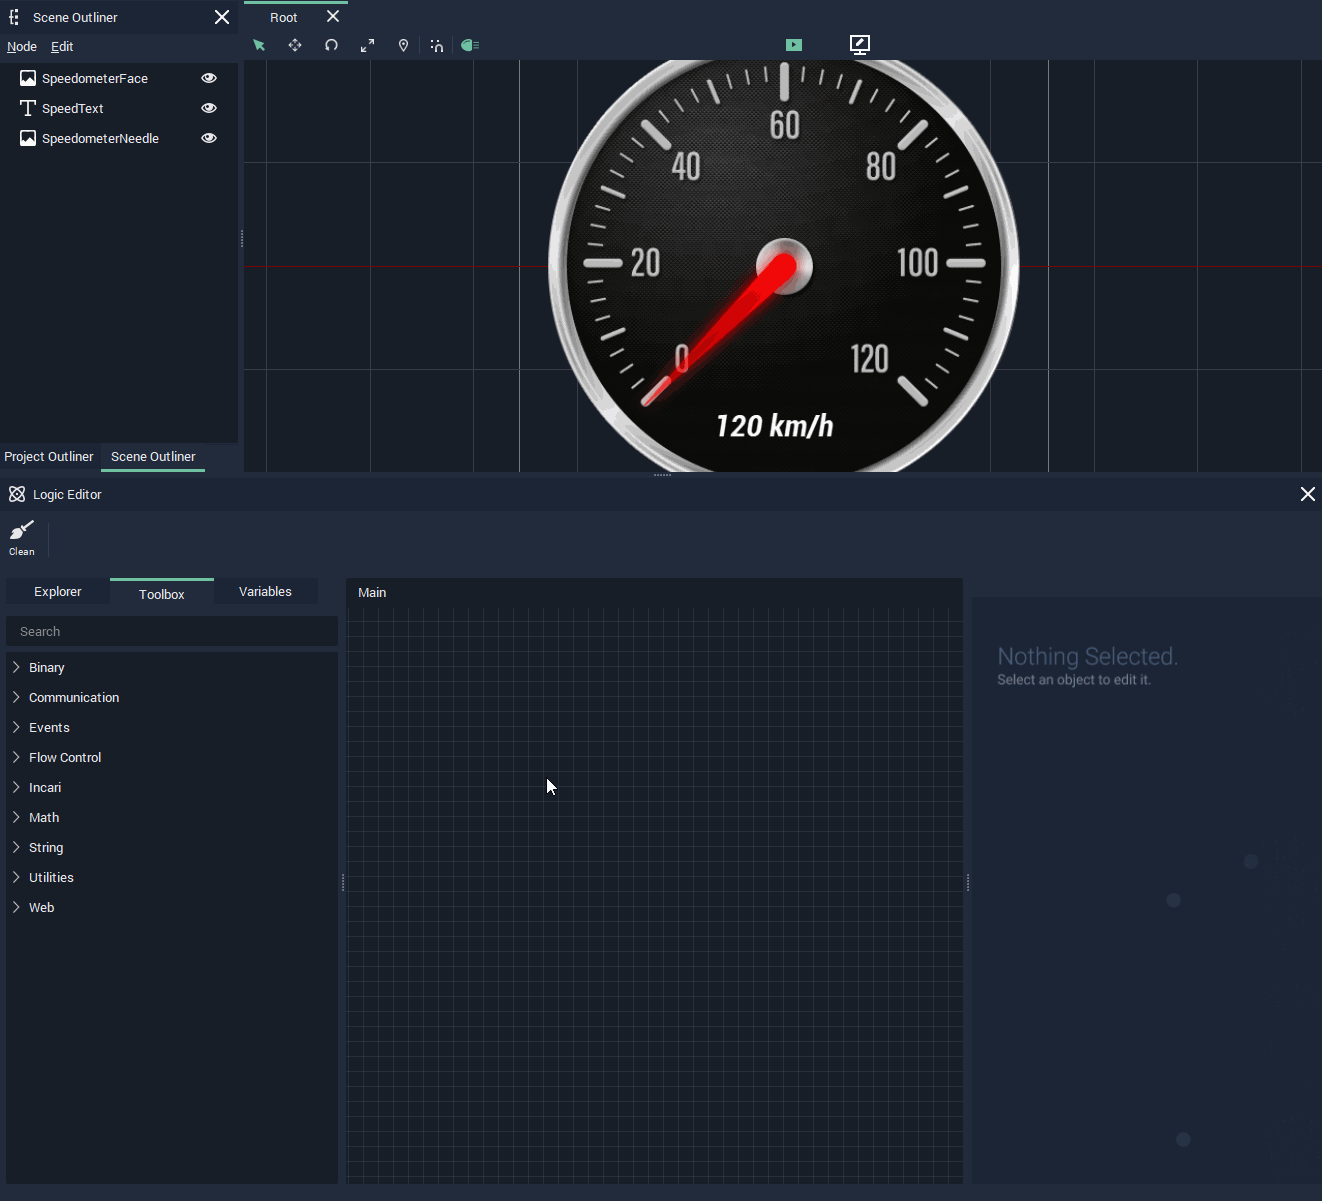 Scene Outliner
Root
Node Edit
SpeedometerFace
SpeedText
SpeedometerNeedle
60
40
80
20
100
0
120
120 km/h
Project Outliner
Scene Outliner
Logic Editor
Clean
Explorer
Toolbox
Variables
Main
Search
Binary
Communication
Events
Flow Control
Incari
Math
String
Utilities
Web
Nothing Selected.
Select an object to edit it.